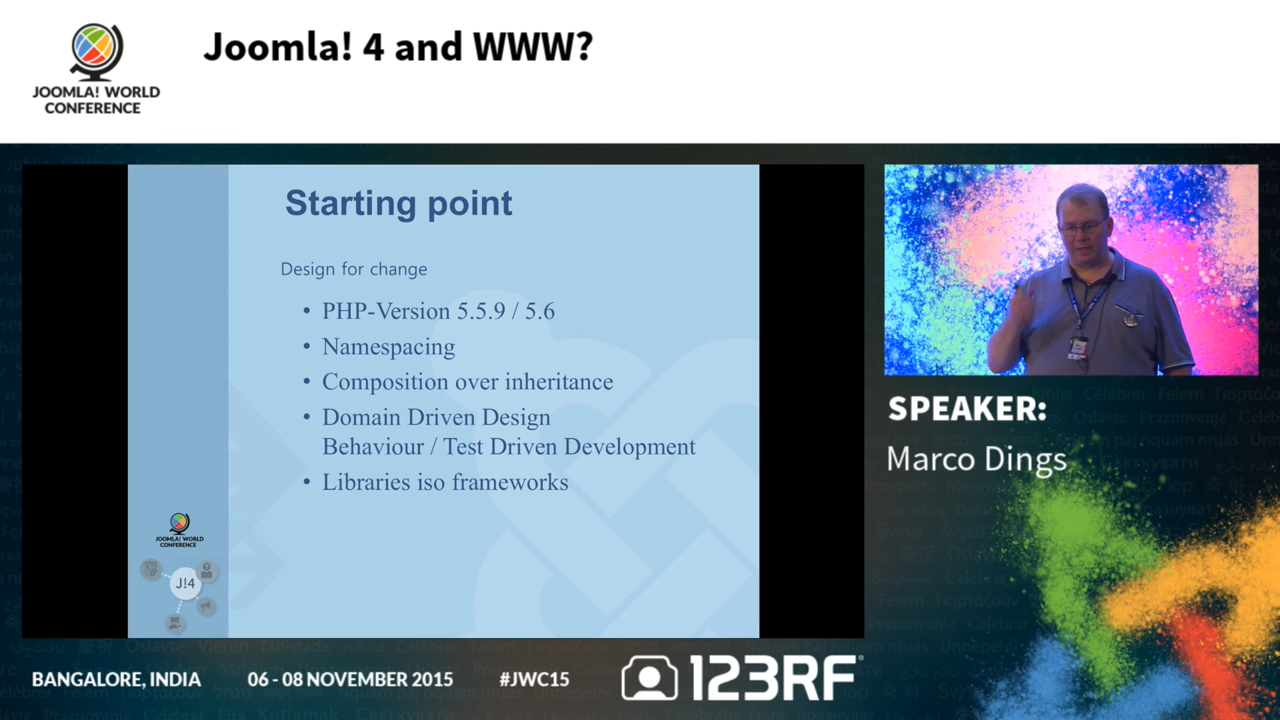 Joomla! 4 and WWW?
JOOMLA! WORLD
CONFERENCE
Starting point
Design for change
• PHP-Version 5.5.9 / 5.6
• Namespacing
• Composition over inheritance
• Domain Driven Design
Behaviour / Test Driven Development
• Libraries iso frameworks
JOOMLA! WORLD
CONFERENCE
J!4
SPEAKER:
Marco Dings
BANGALORE, INDIA
06 - 08 NOVEMBER 2015
#JWC15
123RF